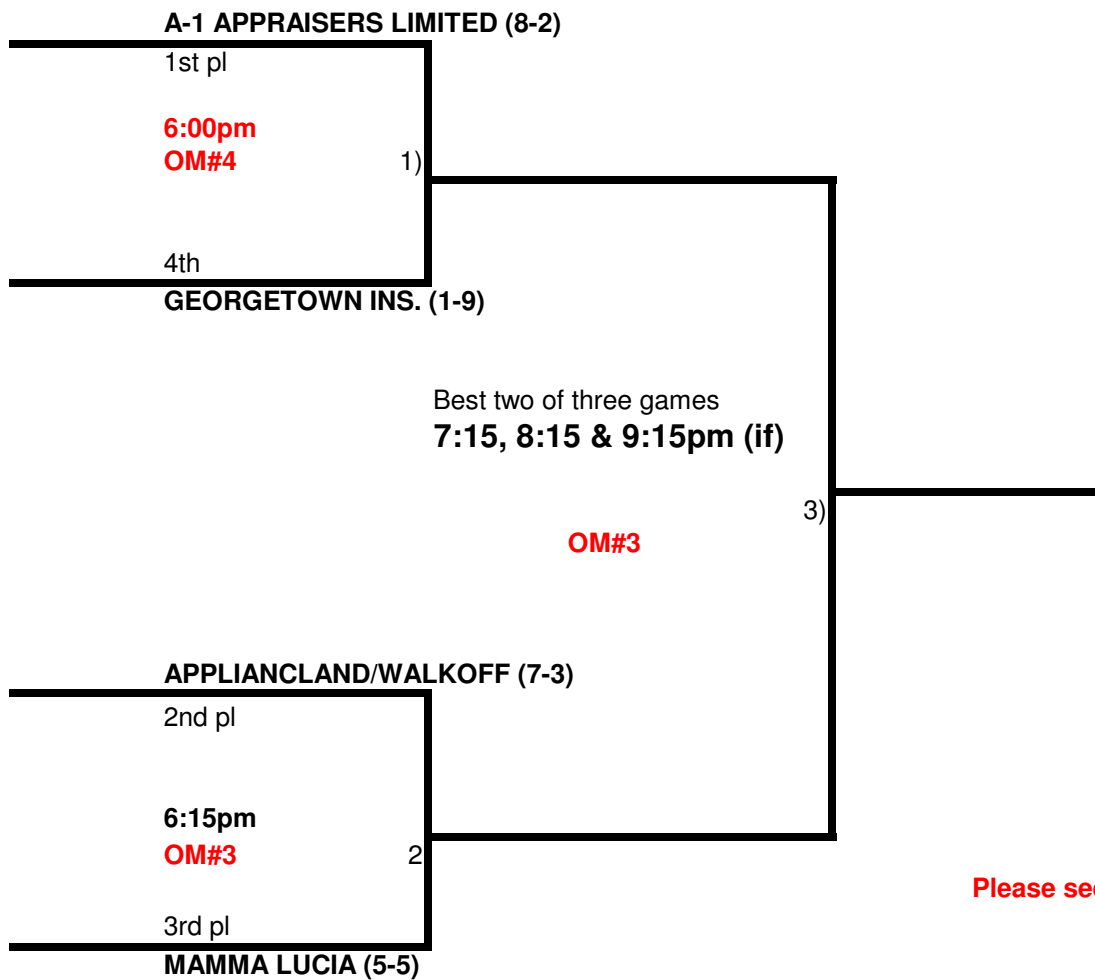 A-1 APPRAISERS LIMITED (8-2)
1st pl
6:00pm
OM#4 1)
4th
GEORGETOWN INS. (1-9)
Best two of three games
7:15, 8:15 & 9:15pm (if)
3)
OM#3
APPLIANCLAND/WALKOFF (7-3)
2nd pl
6:15pm
OM#3 2
Please see
3rd pl
MAMMA LUCIA (5-5)